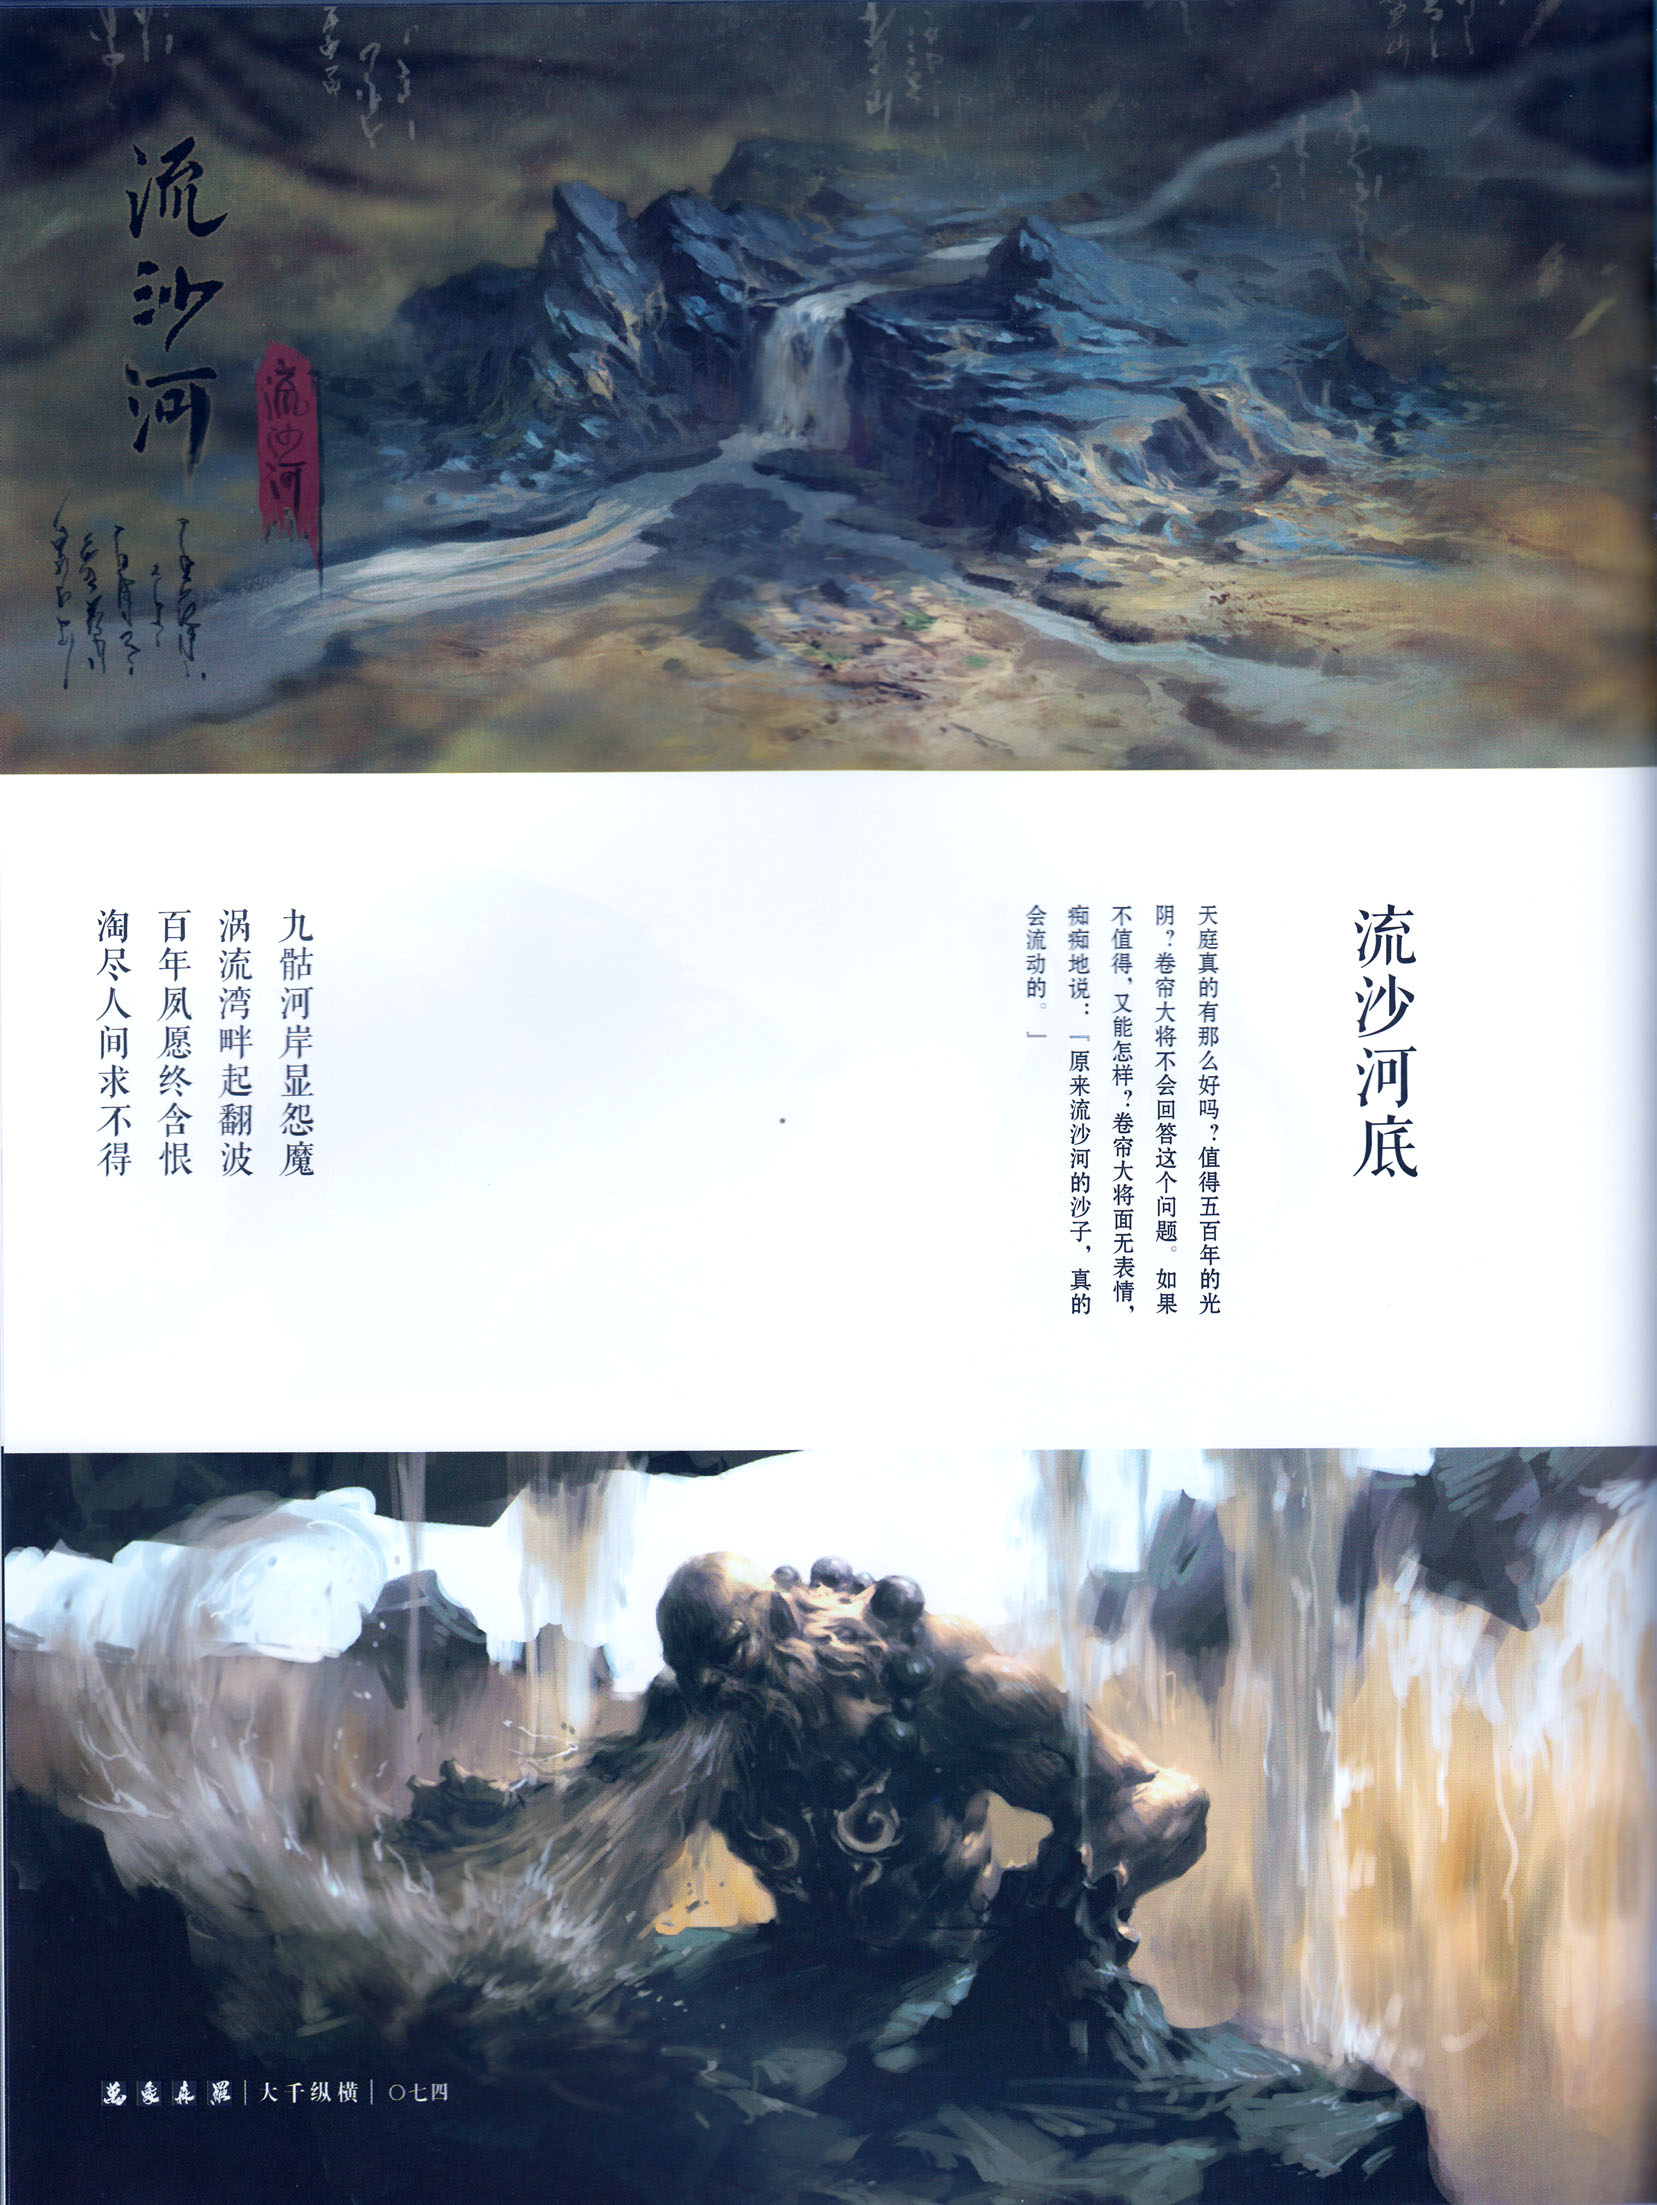 流沙河
流沙河
流沙河底
天庭真的有那么好吗？值得五百年的光
阴？卷帘大将不会回答这个问题。如果
不值得，又能怎样？卷帘大将面无表情，
痴痴地说：『原来流沙河的沙子，真的
会流动的。』
九骷河岸显怨魔
涡流湾畔起翻波
百年夙愿终含恨
淘尽人间求不得
萬象森羅｜大千纵横｜〇七四